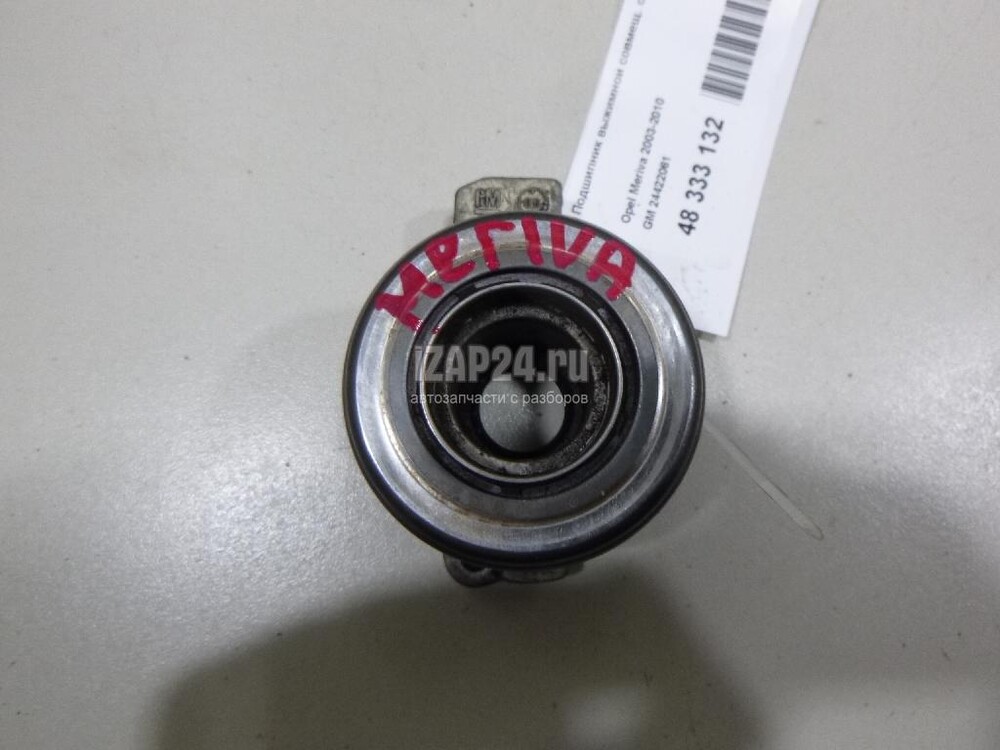 Подшипник выжимной совмещ. с
Opel Meriva 2003-2010
GM 24422061
48 333 132
GM
MeriVA
iZAP24.ru
автозапчасти с разборов